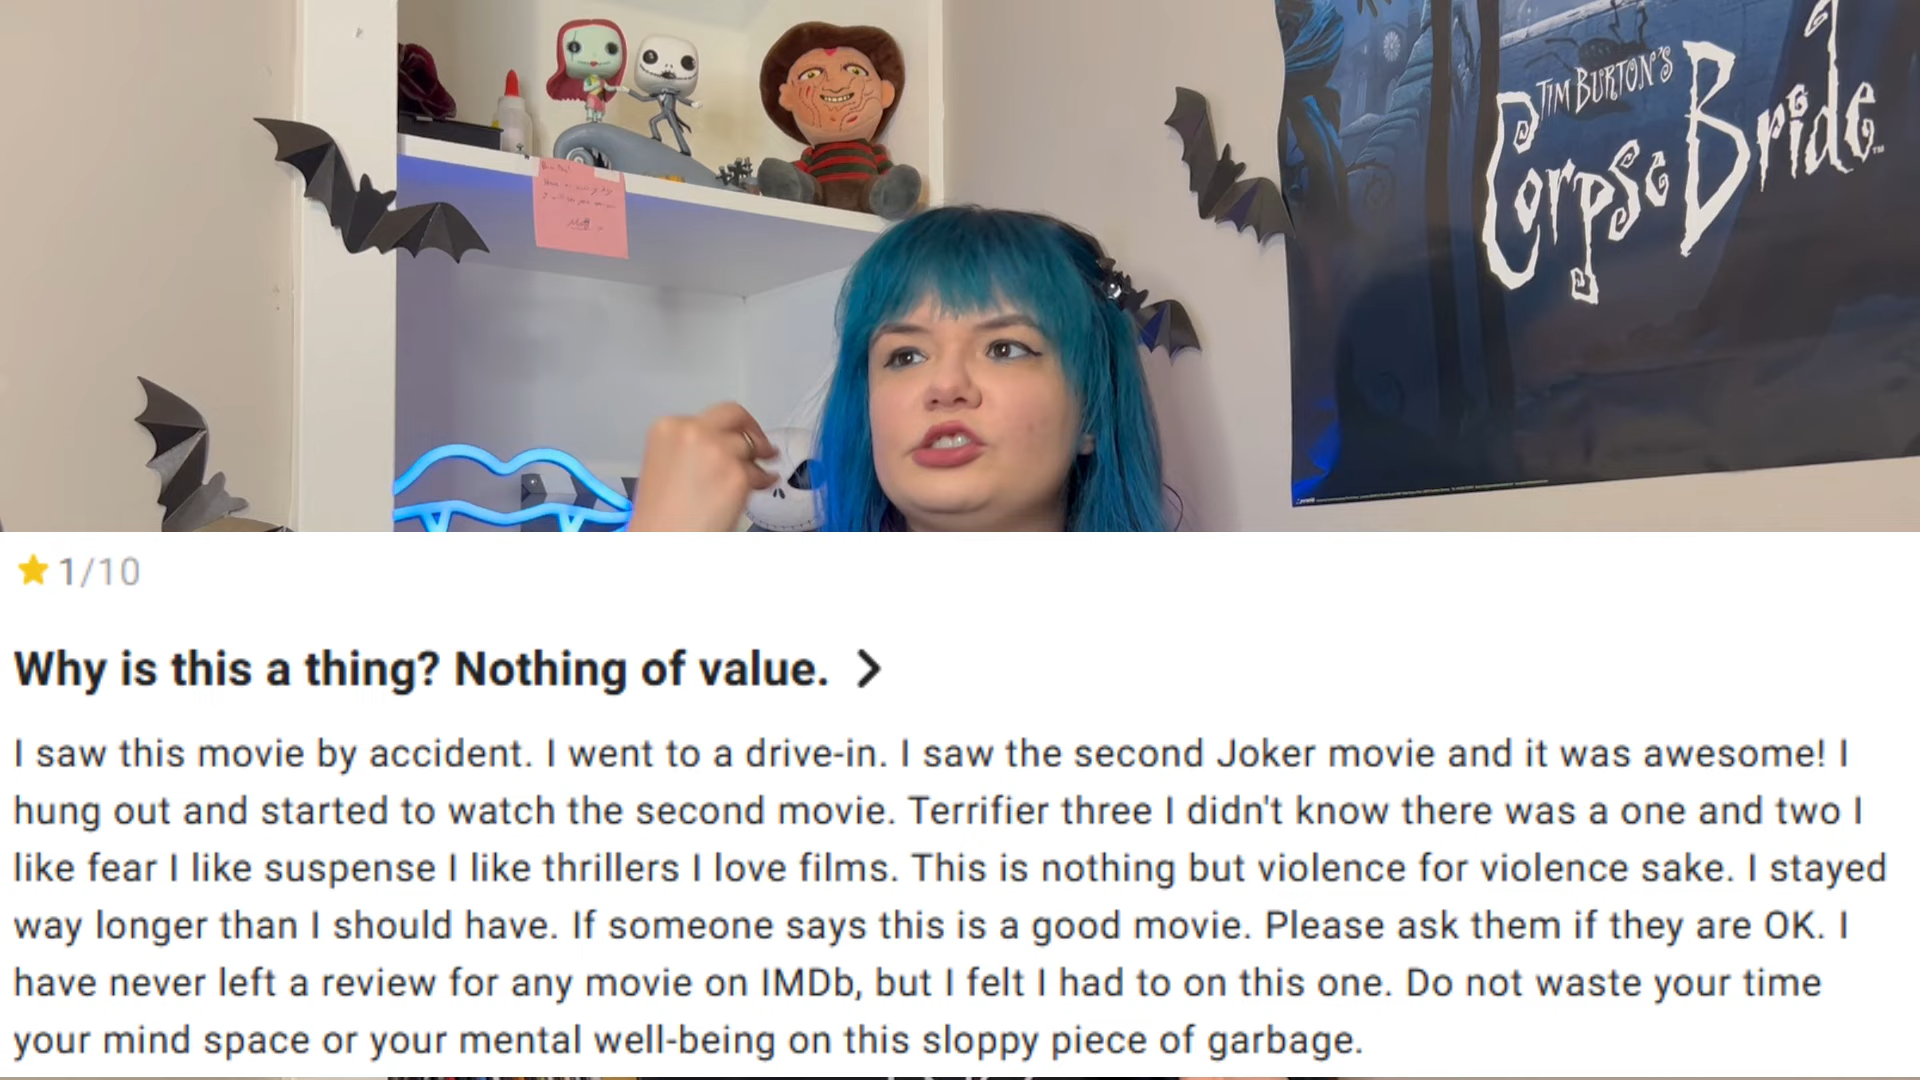 TIM BURTON'S
Corpse Bride
1/10
Why is this a thing? Nothing of value.
I saw this movie by accident. I went to a drive-in. I saw the second Joker movie and it was awesome! I
hung out and started to watch the second movie. Terrifier three I didn't know there was a one and two I
like fear I like suspense I like thrillers I love films. This is nothing but violence for violence sake. I stayed
way longer than I should have. If someone says this is a good movie. Please ask them if they are OK. I
have never left a review for any movie on IMDb, but I felt I had to on this one. Do not waste your time
your mind space or your mental well-being on this sloppy piece of garbage.